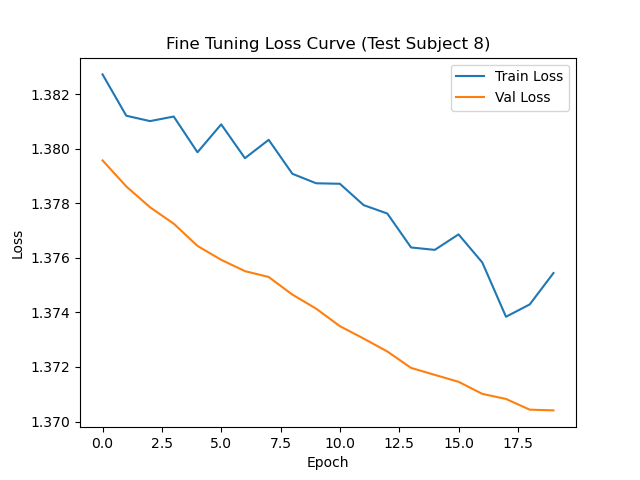 Fine Tuning Loss Curve (Test Subject 8)
Train Loss
Val Loss
1.382
1.380
1.378
1.376
1.374
1.372
1.370
Loss
0.0 2.5 5.0 7.5 10.0 12.5 15.0 17.5
Epoch